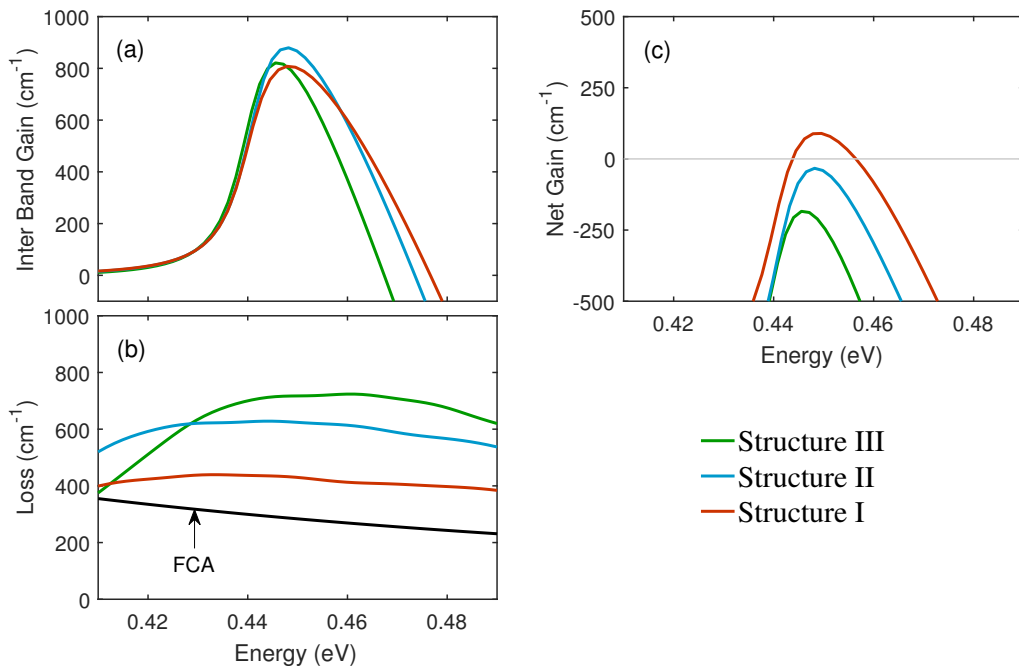 (a)
Inter Band Gain (cm⁻¹)
1000
800
600
400
200
0
(b)
Loss (cm⁻¹)
1000
800
600
400
200
0
FCA
0.42 0.44 0.46 0.48
Energy (eV)
(c)
Net Gain (cm⁻¹)
500
250
0
-250
-500
0.42 0.44 0.46 0.48
Energy (eV)
Structure III
Structure II
Structure I